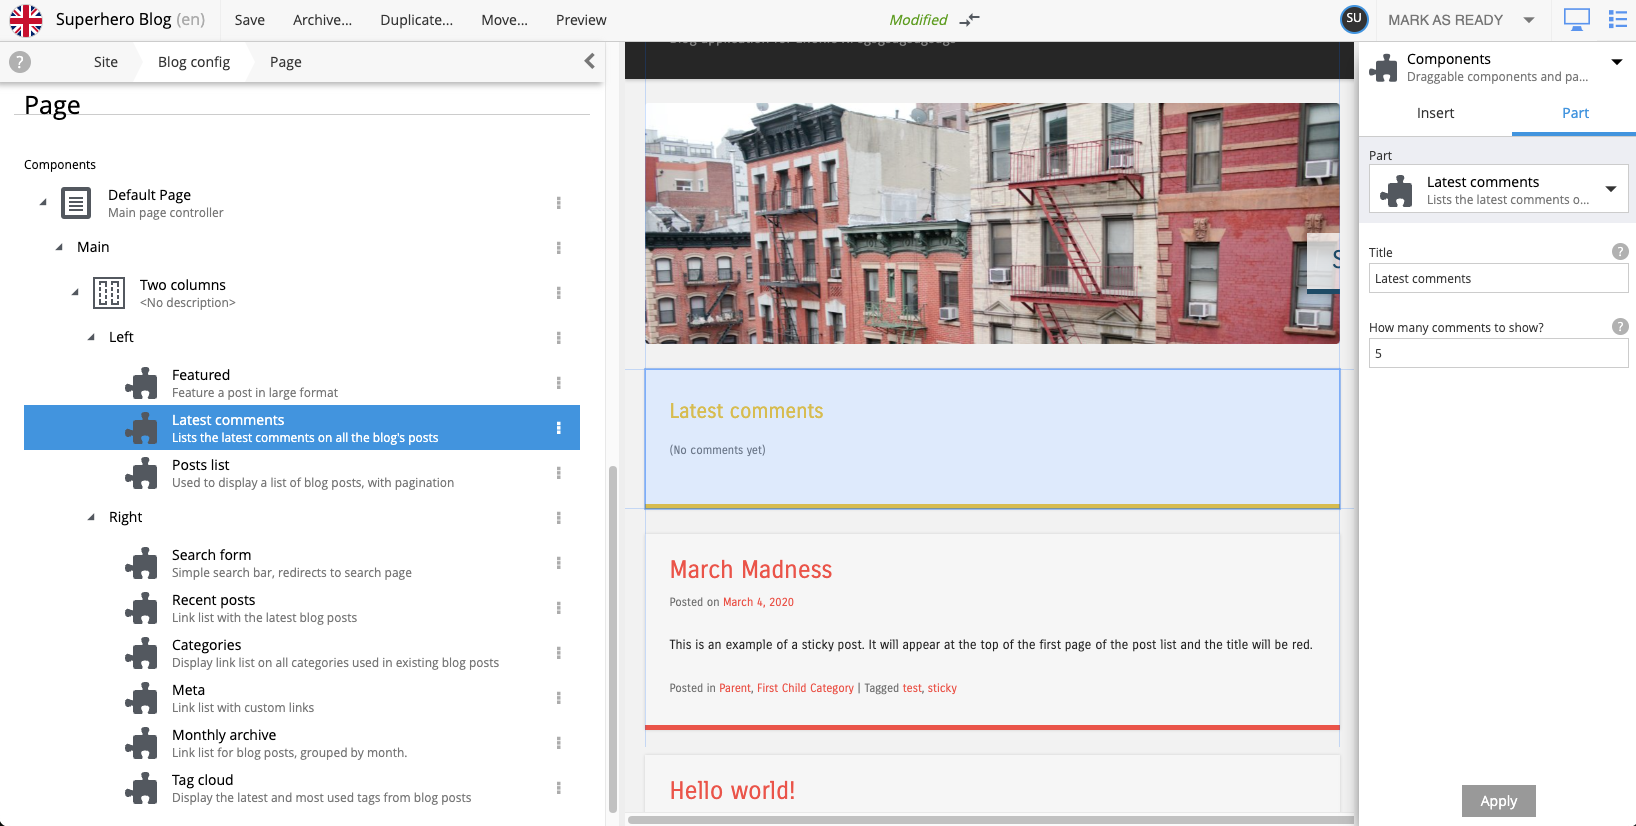 Superhero Blog (en)
Save
Archive...
Duplicate...
Move...
Preview
Modified
SU
MARK AS READY
?
Site
Blog config
Page
Page
Components
Default Page
Main page controller
Main
Two columns
<No description>
Left
Featured
Feature a post in large format
Latest comments
Lists the latest comments on all the blog's posts
Posts list
Used to display a list of blog posts, with pagination
Right
Search form
Simple search bar, redirects to search page
Recent posts
Link list with the latest blog posts
Categories
Display link list on all categories used in existing blog posts
Meta
Link list with custom links
Monthly archive
Link list for blog posts, grouped by month.
Tag cloud
Display the latest and most used tags from blog posts
S
Latest comments
(No comments yet)
March Madness
Posted on March 4, 2020
This is an example of a sticky post. It will appear at the top of the first page of the post list and the title will be red.
Posted in Parent, First Child Category | Tagged test, sticky
Hello world!
Components
Draggable components and pa...
Insert
Part
Part
Latest comments
Lists the latest comments o...
Title
?
Latest comments
How many comments to show?
?
5
Apply